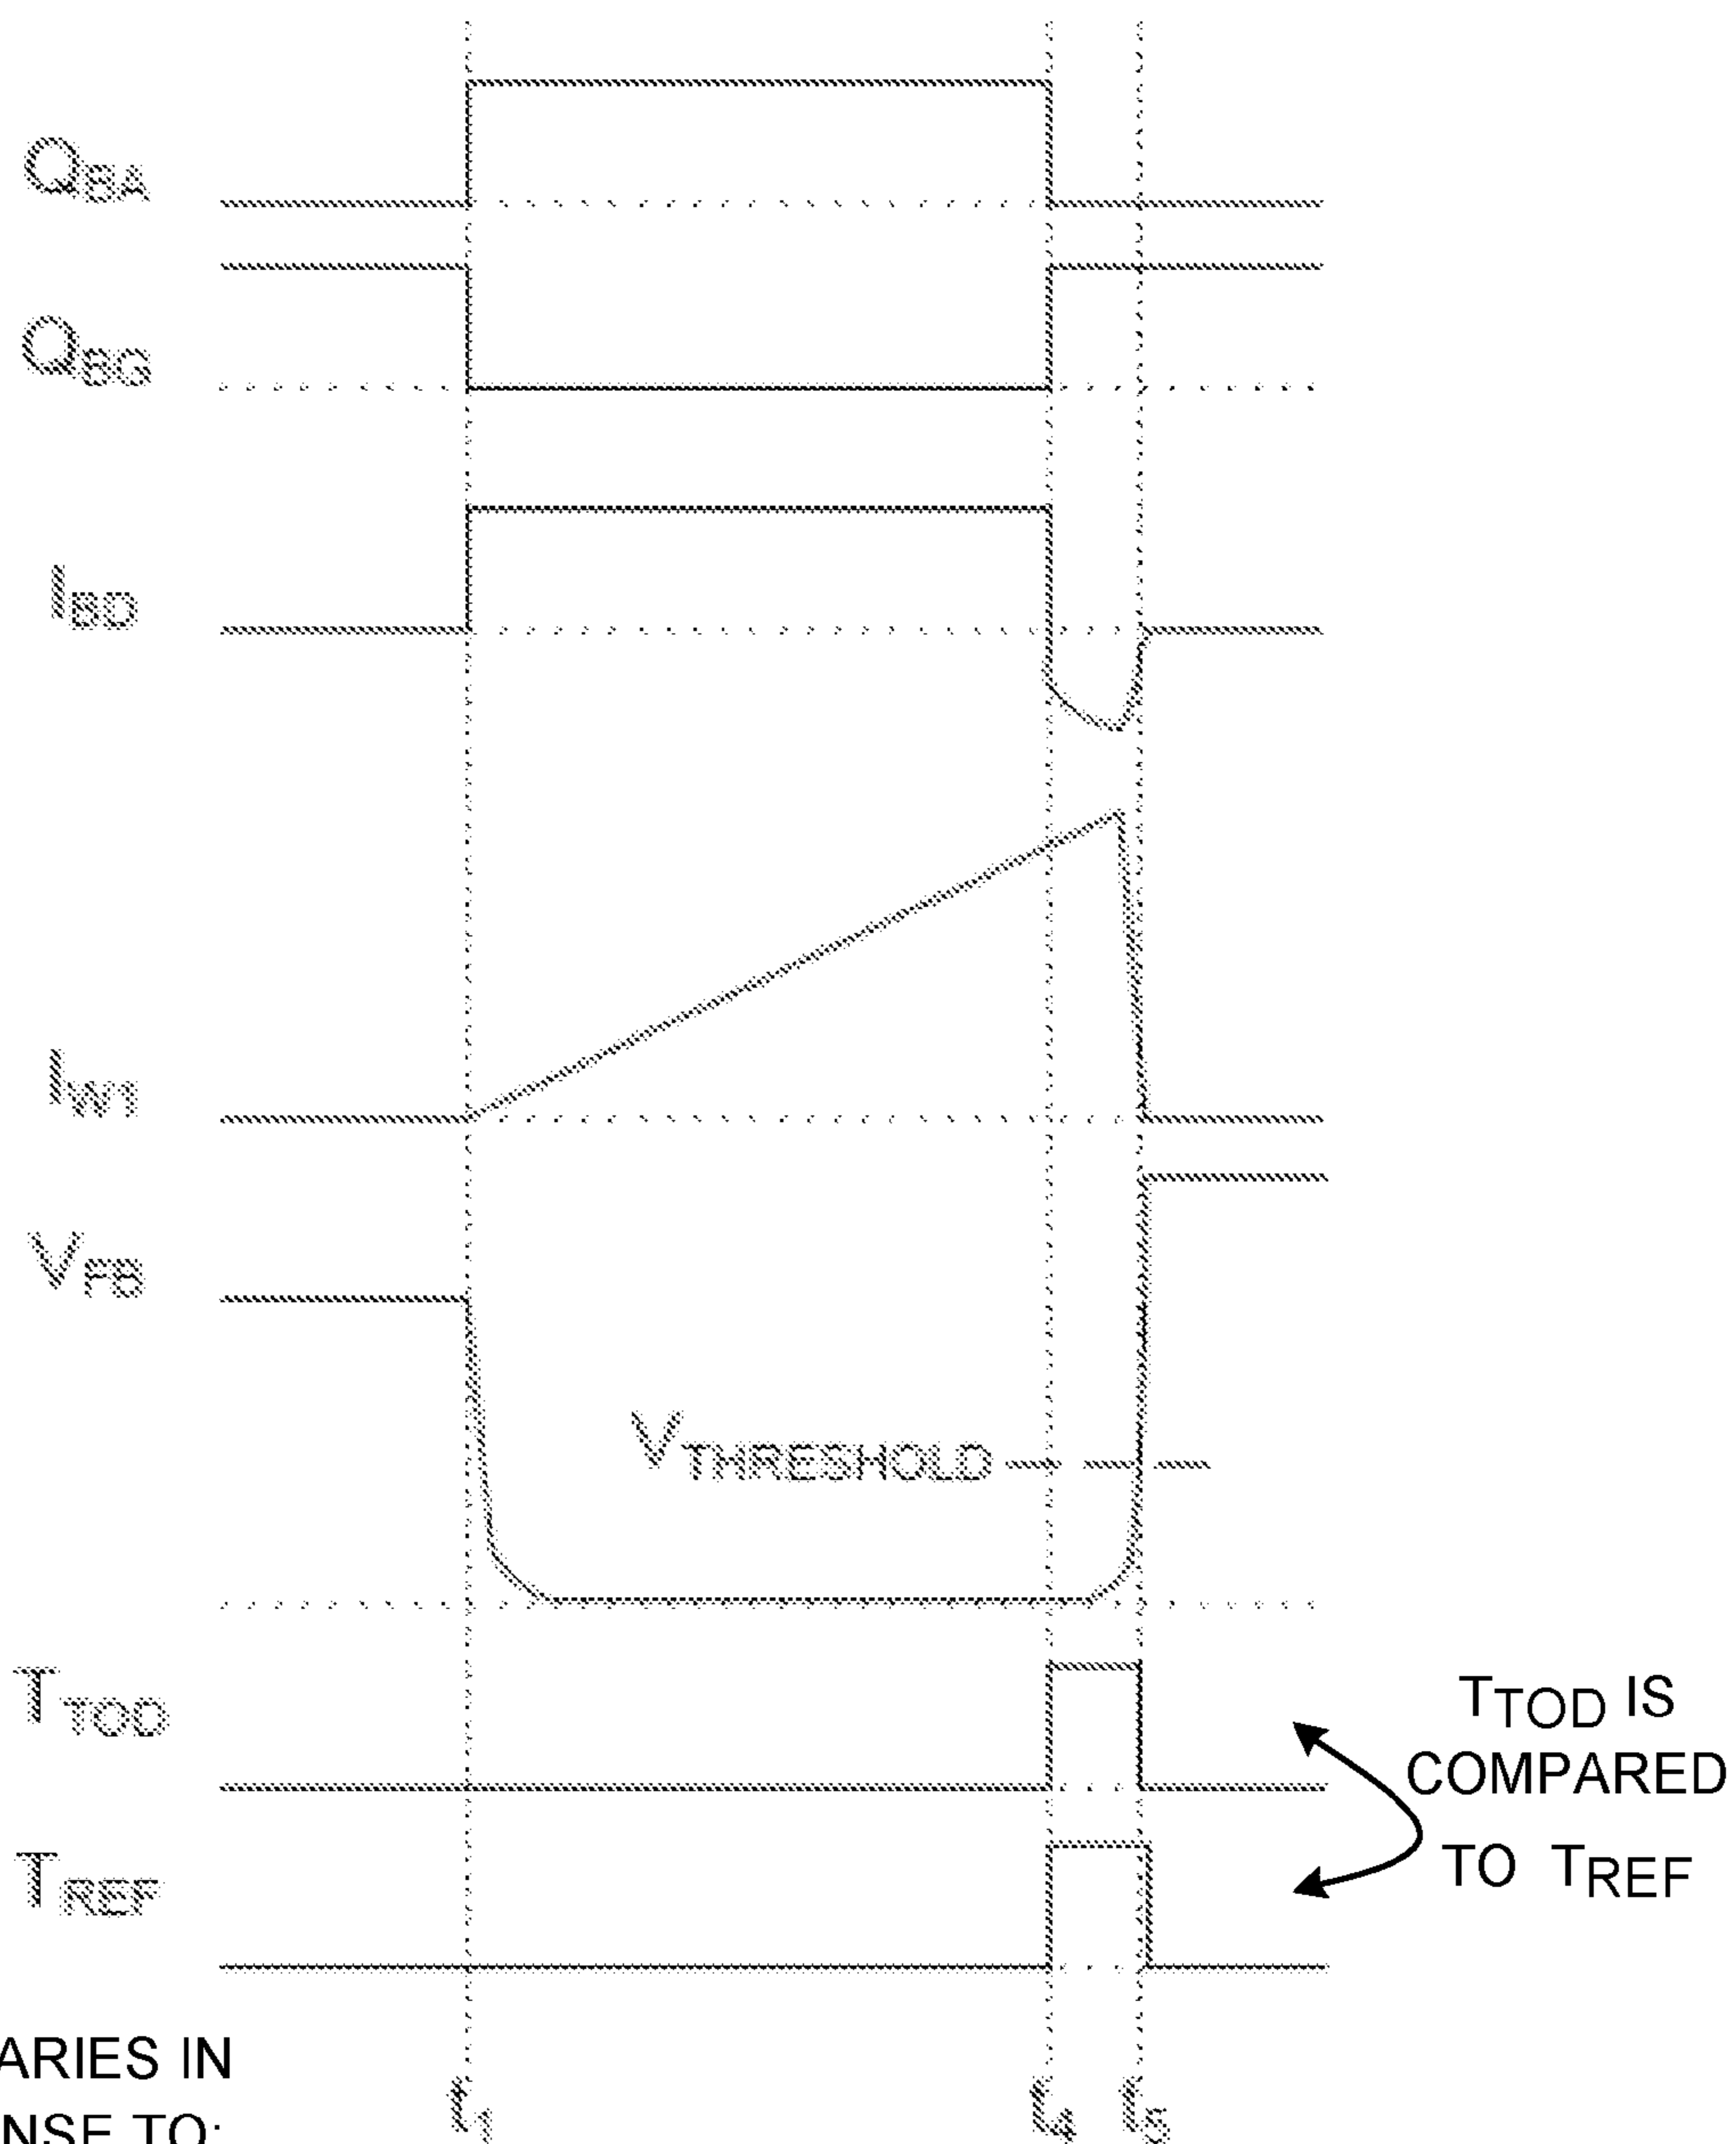 QBA
QBG
IBD
IW1
VFB
VTHRESHOLD
TTOD
TREF
TTOD IS
COMPARED
TO TREF
ARIES IN
NSE TO:
t1 t4 t5